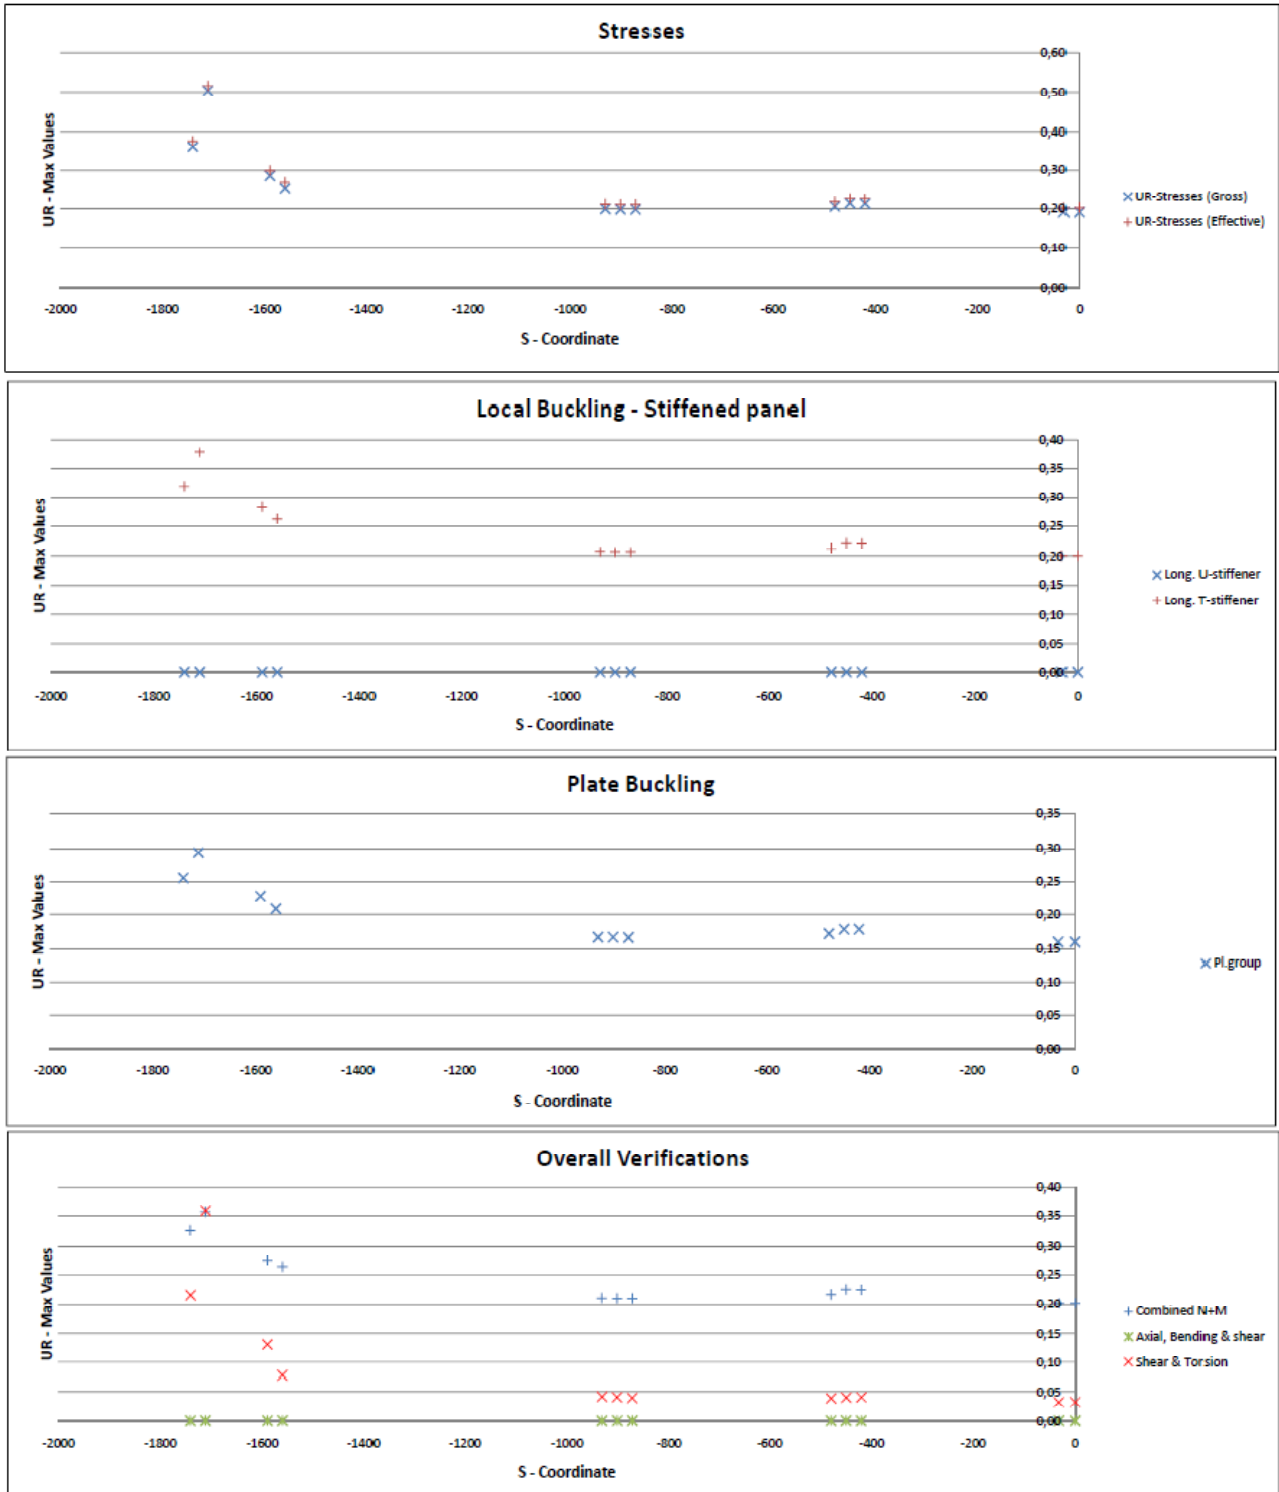 Stresses
UR - Max Values
0,60
0,50
0,40
0,30
0,20
0,10
0,00
-2000 -1800 -1600 -1400 -1200 -1000 -800 -600 -400 -200 0
S - Coordinate
UR-Stresses (Gross)
UR-Stresses (Effective)
Local Buckling - Stiffened panel
UR - Max Values
0,40
0,35
0,30
0,25
0,20
0,15
0,10
0,05
0,00
-2000 -1800 -1600 -1400 -1200 -1000 -800 -600 -400 -200 0
S - Coordinate
Long. U-stiffener
Long. T-stiffener
Plate Buckling
UR - Max Values
0,35
0,30
0,25
0,20
0,15
0,10
0,05
0,00
-2000 -1800 -1600 -1400 -1200 -1000 -800 -600 -400 -200 0
S - Coordinate
Pl.group
Overall Verifications
UR - Max Values
0,40
0,35
0,30
0,25
0,20
0,15
0,10
0,05
0,00
-2000 -1800 -1600 -1400 -1200 -1000 -800 -600 -400 -200 0
S - Coordinate
Combined N+M
Axial, Bending & shear
Shear & Torsion